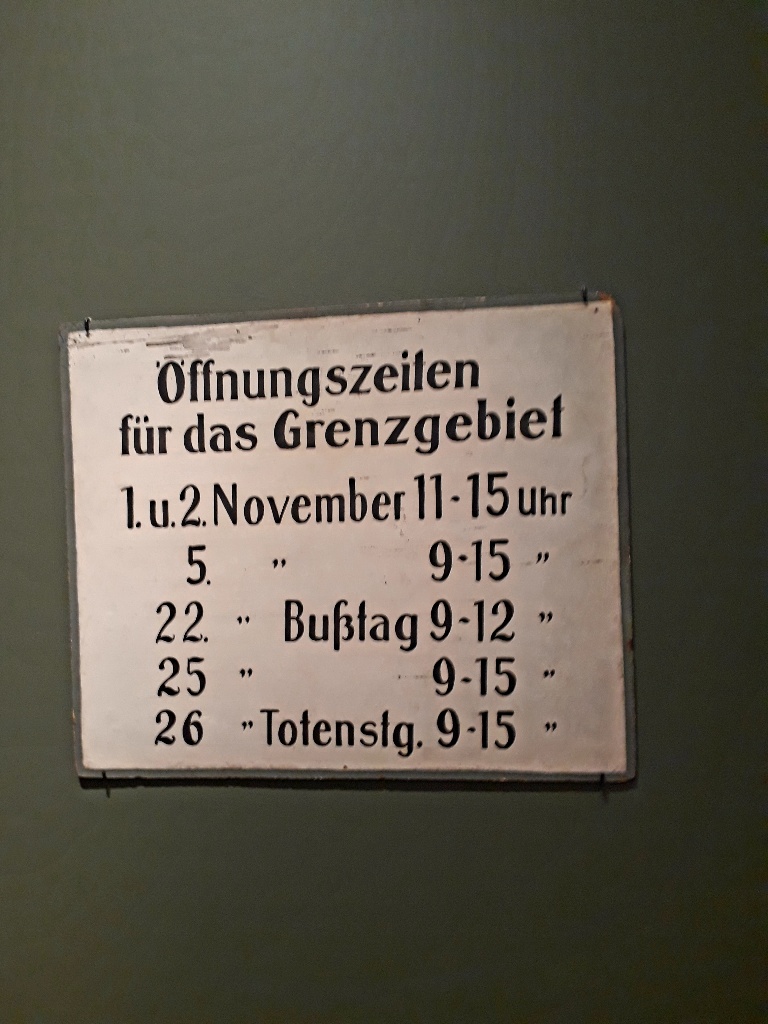 Öffnungszeiten
für das Grenzgebiet
1. u. 2. November 11-15 uhr
5. " 9-15 "
22. " Bußtag 9-12 "
25 " 9-15 "
26 " Totenstg. 9-15 "